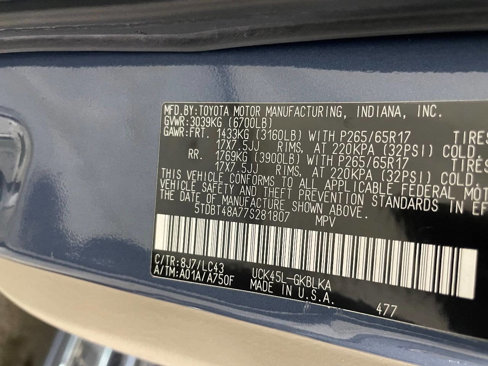 MFD.BY:TOYOTA MOTOR MANUFACTURING, INDIANA, INC.
GVWR:3039KG (6700LB)
GAWR:FRT. 1433KG (3160LB) WITH P265/65R17 TIRES
17X7.5JJ RIMS, AT 220KPA (32PSI) COLD
RR. 1769KG (3900LB) WITH P265/65R17 TIRES
17X7.5JJ RIMS, AT 220KPA (32PSI) COLD
THIS VEHICLE CONFORMS TO ALL APPLICABLE FEDERAL MOTOR
VEHICLE SAFETY AND THEFT PREVENTION STANDARDS IN EFF
THE DATE OF MANUFACTURE SHOWN ABOVE.
5TDBT48A77S281807 MPV
C/TR:8J7/LC43 UCK45L-GKBLKA
A/TM:A01A/A750F MADE IN U.S.A.
477